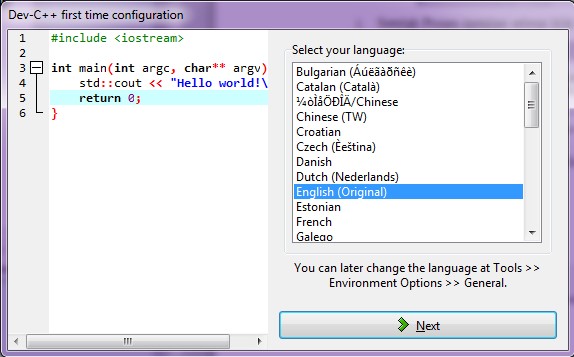 Dev-C++ first time configuration
1 #include <iostream>
2
3 int main(int argc, char** argv)
4 std::cout << "Hello world!\
5 return 0;
6 }
Select your language:
Bulgarian (Áúëãàðñêè)
Catalan (Català)
¼òÌåÖÐÎÄ/Chinese
Chinese (TW)
Croatian
Czech (Èeština)
Danish
Dutch (Nederlands)
English (Original)
Estonian
French
Galego
You can later change the language at Tools >>
Environment Options >> General.
Next